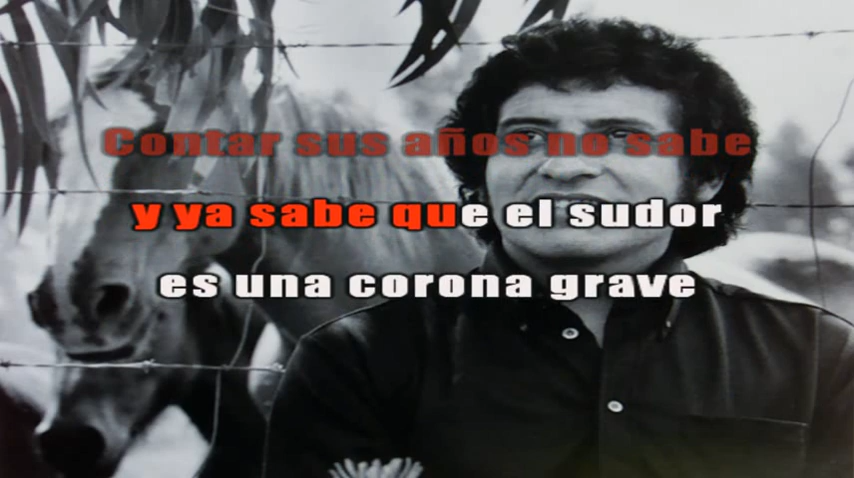 Contar sus años no sabe
y ya sabe que el sudor
es una corona grave